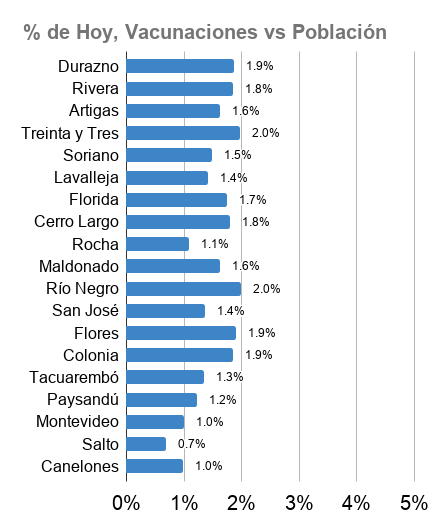 % de Hoy, Vacunaciones vs Población
Durazno 1.9%
Rivera 1.8%
Artigas 1.6%
Treinta y Tres 2.0%
Soriano 1.5%
Lavalleja 1.4%
Florida 1.7%
Cerro Largo 1.8%
Rocha 1.1%
Maldonado 1.6%
Río Negro 2.0%
San José 1.4%
Flores 1.9%
Colonia 1.9%
Tacuarembó 1.3%
Paysandú 1.2%
Montevideo 1.0%
Salto 0.7%
Canelones 1.0%
0% 1% 2% 3% 4% 5%